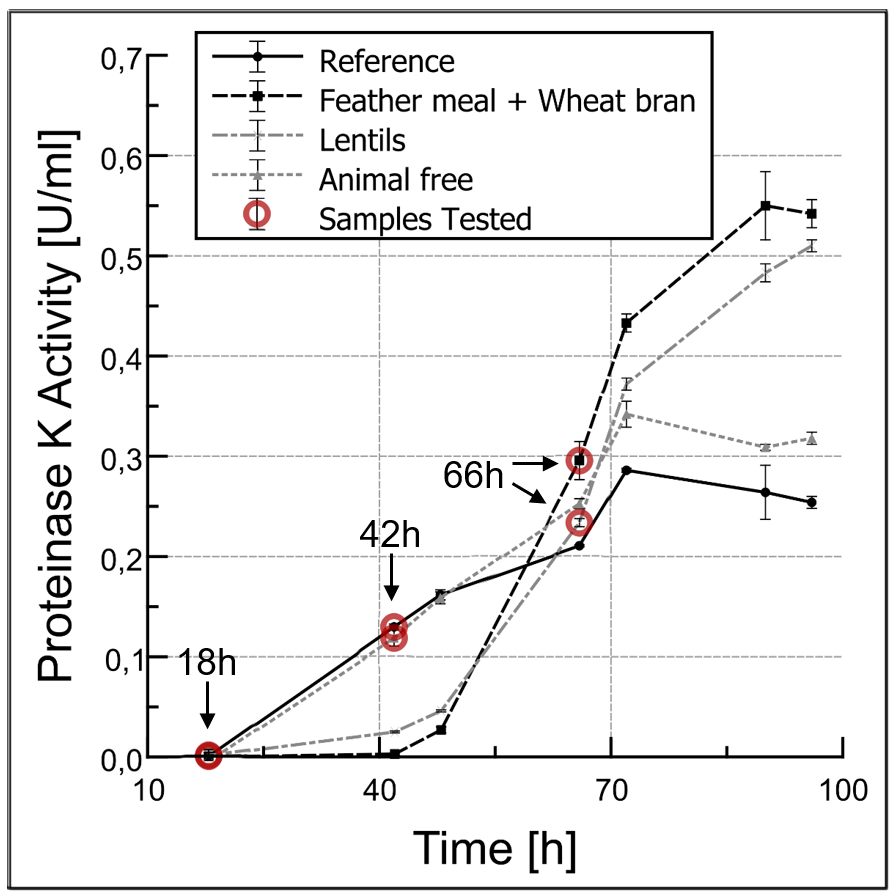 Proteinase K Activity [U/ml]
0,7
0,6
0,5
0,4
0,3
0,2
0,1
0,0
Reference
Feather meal + Wheat bran
Lentils
Animal free
Samples Tested
66h
42h
18h
10
40
70
100
Time [h]